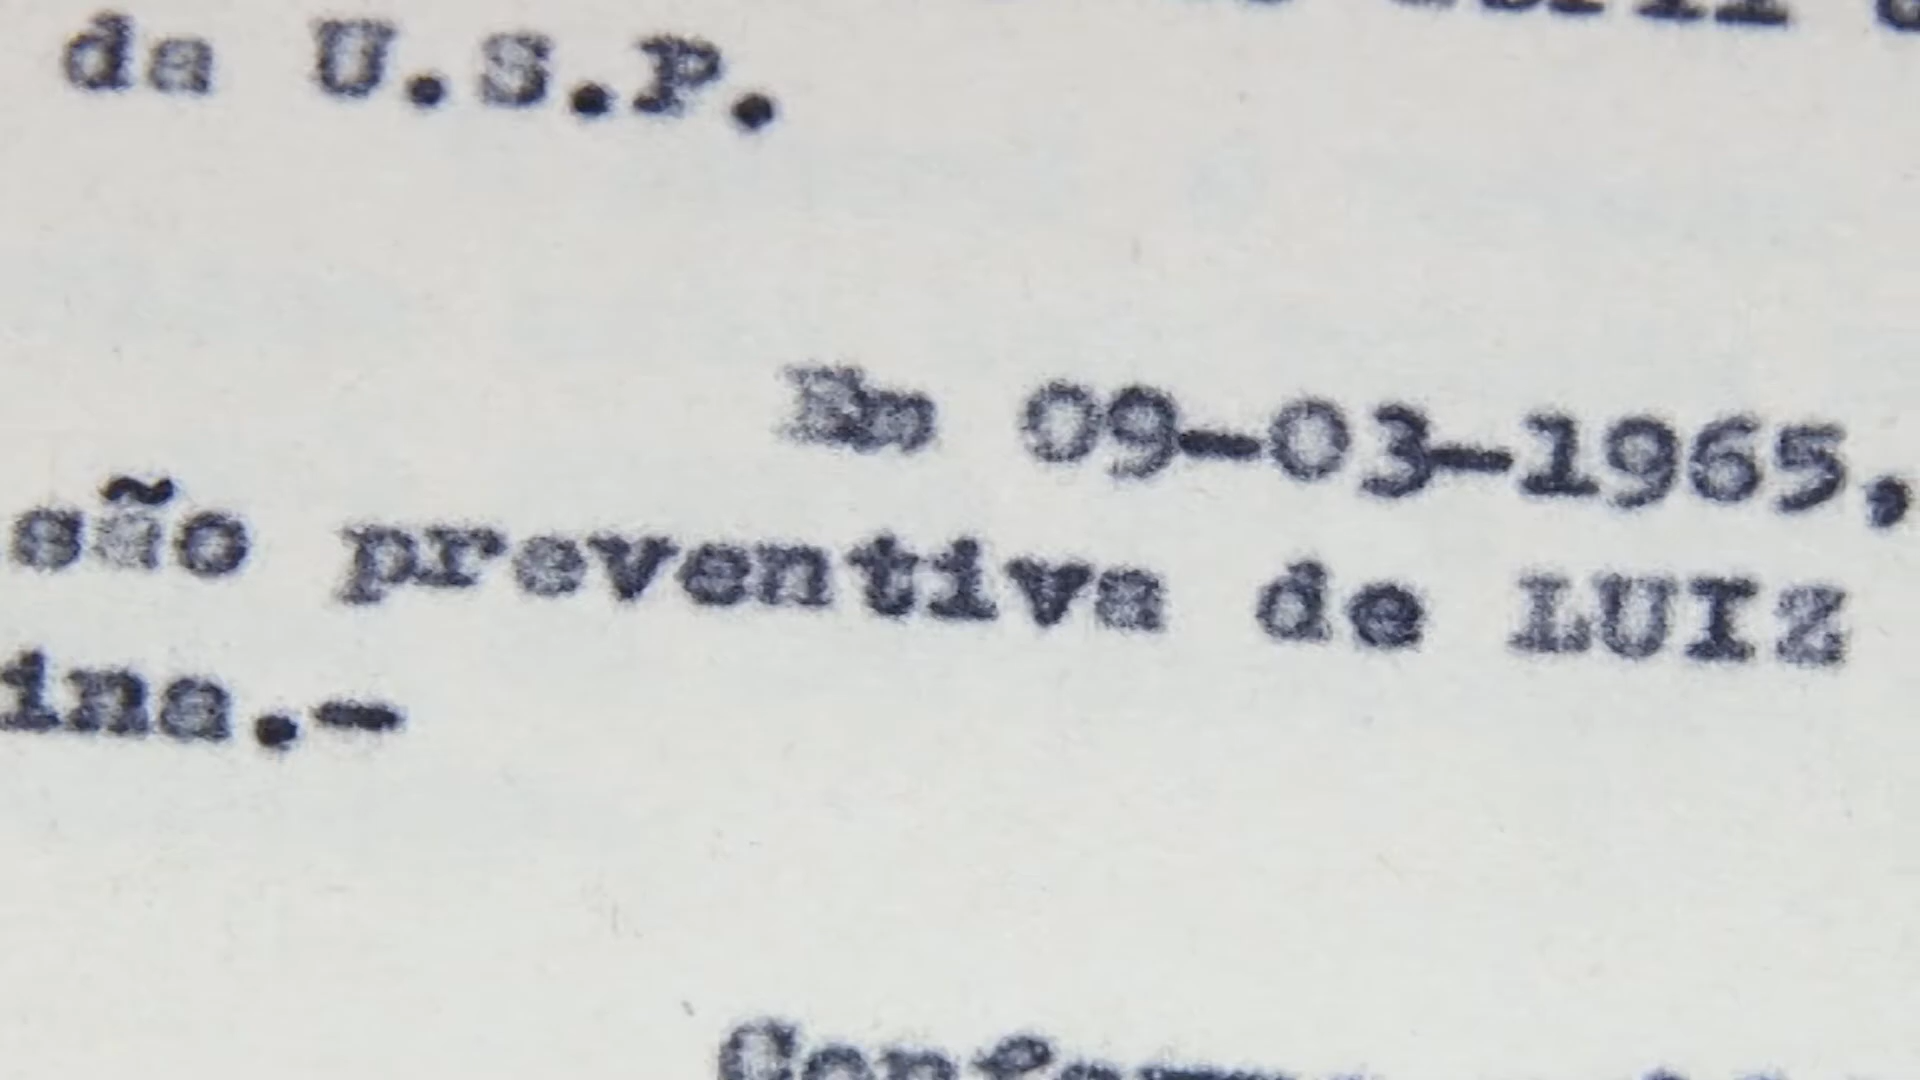 da U.S.P.
Em 09-03-1965,
são preventiva de LUIZ
ina.-